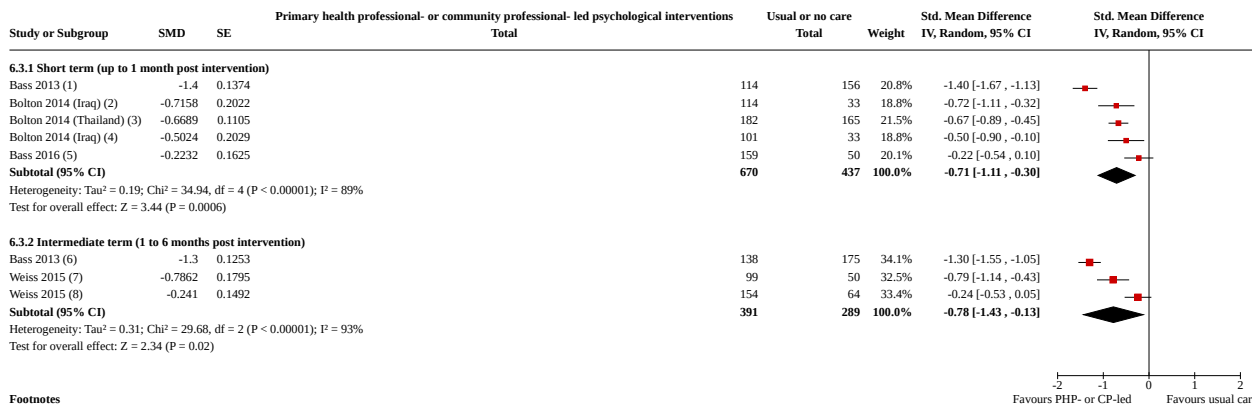 Primary health professional- or community professional- led psychological interventions Usual or no care Std. Mean Difference Std. Mean Difference
Study or Subgroup SMD SE Total Total Weight IV, Random, 95% CI IV, Random, 95% CI
6.3.1 Short term (up to 1 month post intervention)
Bass 2013 (1) -1.4 0.1374 114 156 20.8% -1.40 [-1.67 , -1.13]
Bolton 2014 (Iraq) (2) -0.7158 0.2022 114 33 18.8% -0.72 [-1.11 , -0.32]
Bolton 2014 (Thailand) (3) -0.6689 0.1105 182 165 21.5% -0.67 [-0.89 , -0.45]
Bolton 2014 (Iraq) (4) -0.5024 0.2029 101 33 18.8% -0.50 [-0.90 , -0.10]
Bass 2016 (5) -0.2232 0.1625 159 50 20.1% -0.22 [-0.54 , 0.10]
Subtotal (95% CI) 670 437 100.0% -0.71 [-1.11 , -0.30]
Heterogeneity: Tau² = 0.19; Chi² = 34.94, df = 4 (P < 0.00001); I² = 89%
Test for overall effect: Z = 3.44 (P = 0.0006)
6.3.2 Intermediate term (1 to 6 months post intervention)
Bass 2013 (6) -1.3 0.1253 138 175 34.1% -1.30 [-1.55 , -1.05]
Weiss 2015 (7) -0.7862 0.1795 99 50 32.5% -0.79 [-1.14 , -0.43]
Weiss 2015 (8) -0.241 0.1492 154 64 33.4% -0.24 [-0.53 , 0.05]
Subtotal (95% CI) 391 289 100.0% -0.78 [-1.43 , -0.13]
Heterogeneity: Tau² = 0.31; Chi² = 29.68, df = 2 (P < 0.00001); I² = 93%
Test for overall effect: Z = 2.34 (P = 0.02)
-2 -1 0 1 2
Footnotes Favours PHP- or CP-led Favours usual car